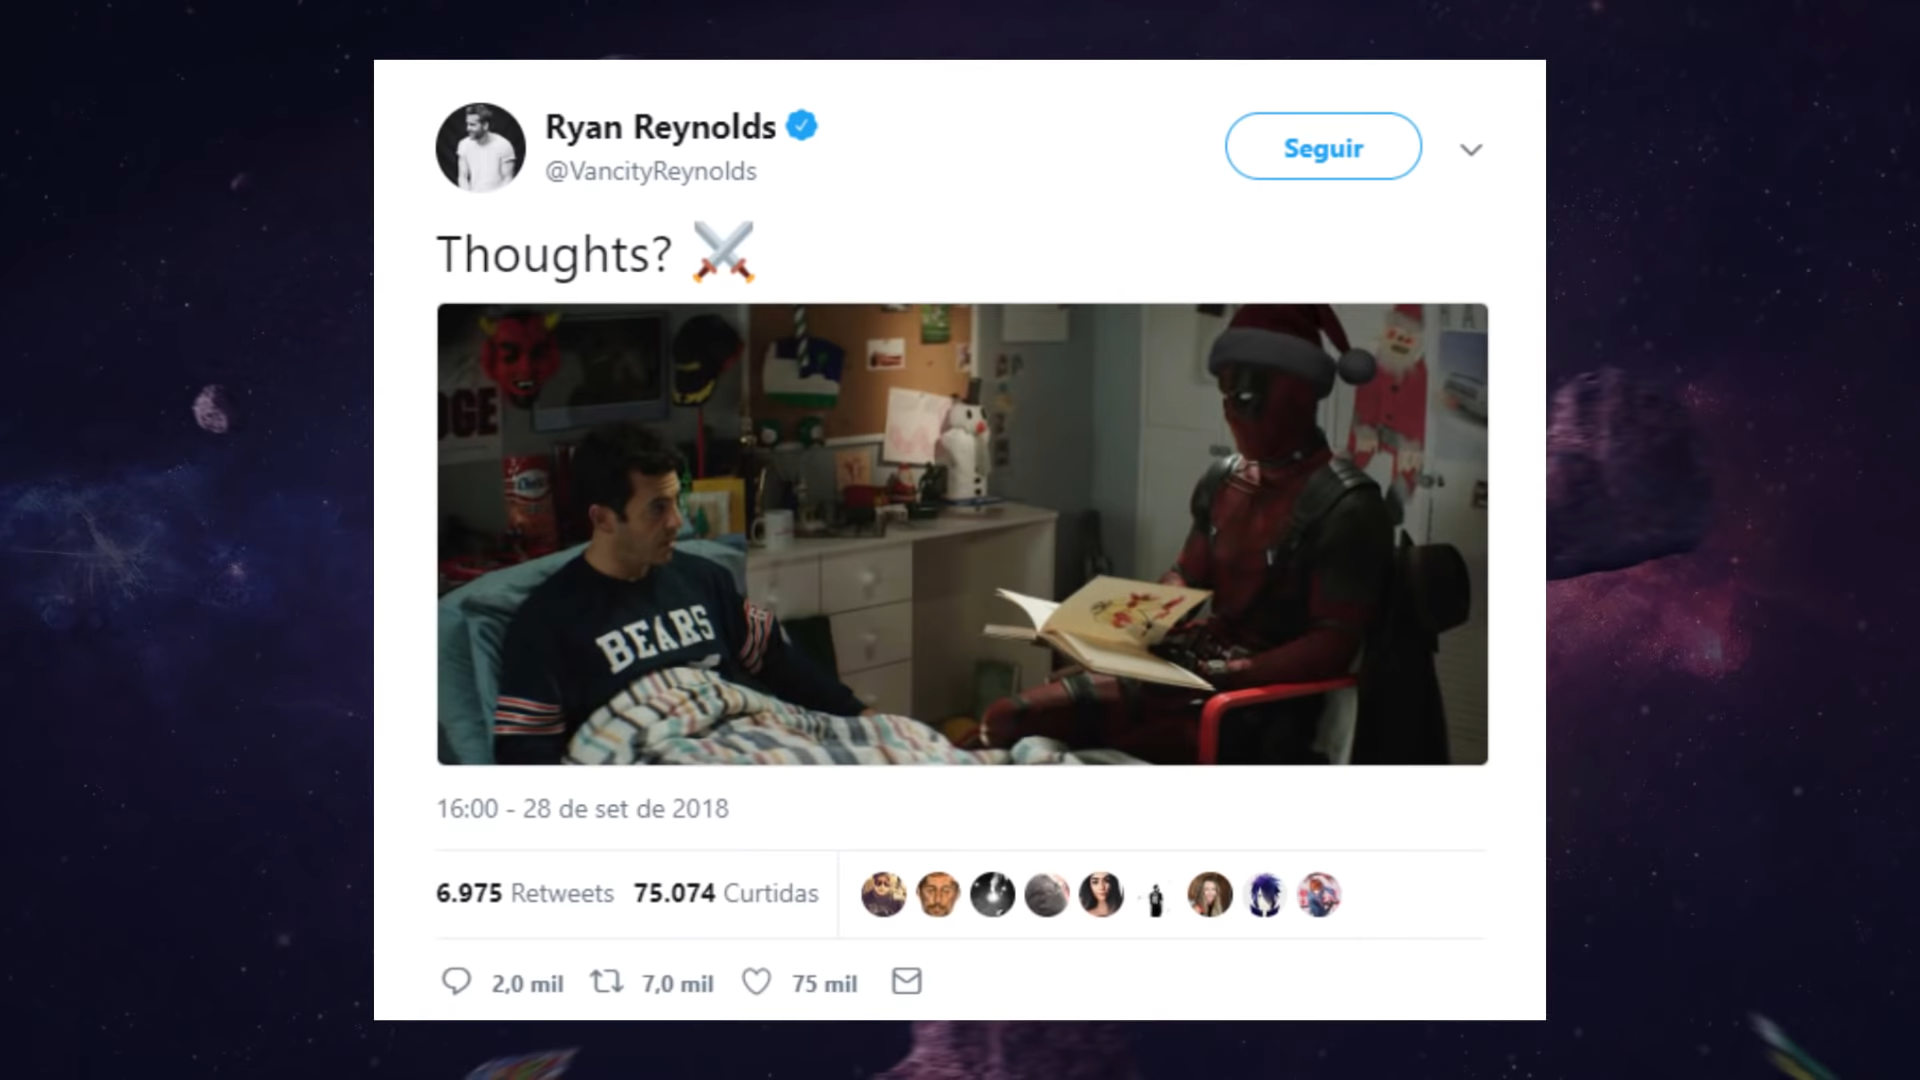 Ryan Reynolds
@VancityReynolds
Seguir
Thoughts?
OGE
BEARS
16:00 - 28 de set de 2018
6.975 Retweets 75.074 Curtidas
2,0 mil 7,0 mil 75 mil